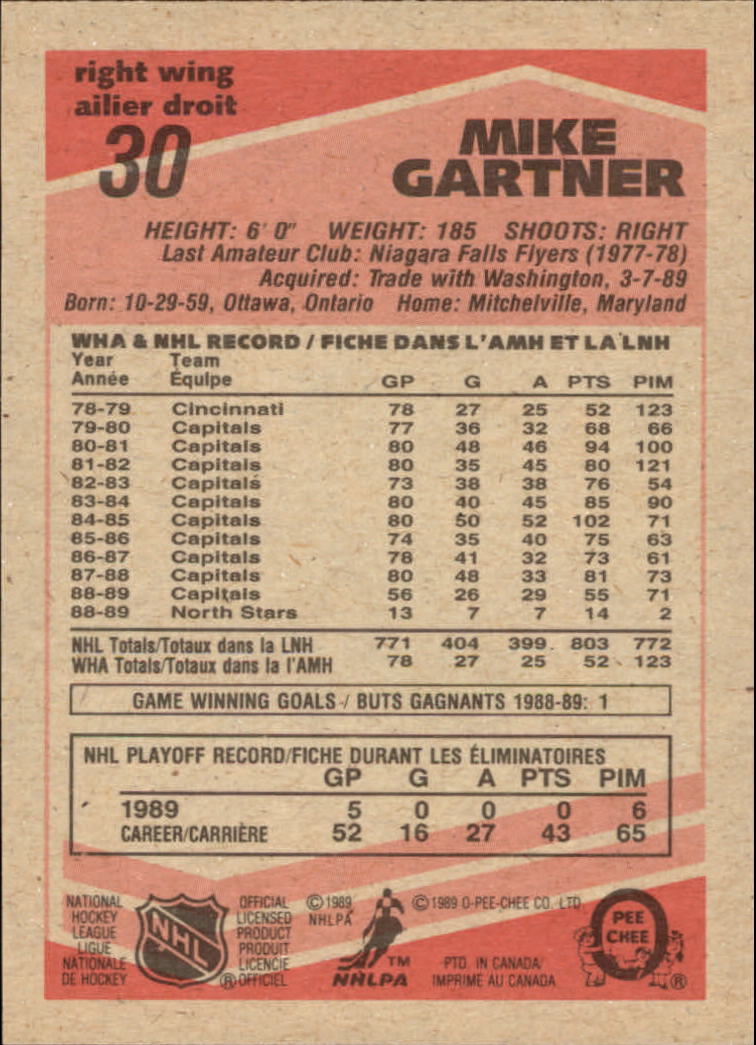 right wing
ailier droit
30
MIKE
GARTNER
HEIGHT: 6' 0" WEIGHT: 185 SHOOTS: RIGHT
Last Amateur Club: Niagara Falls Flyers (1977-78)
Acquired: Trade with Washington, 3-7-89
Born: 10-29-59, Ottawa, Ontario Home: Mitchelville, Maryland
WHA & NHL RECORD / FICHE DANS L'AMH ET LA LNH
Year Team
Année Équipe GP G A PTS PIM
78-79 Cincinnati 78 27 25 52 123
79-80 Capitals 77 36 32 68 66
80-81 Capitals 80 48 46 94 100
81-82 Capitals 80 35 45 80 121
82-83 Capitals 73 38 38 76 54
83-84 Capitals 80 40 45 85 90
84-85 Capitals 80 50 52 102 71
85-86 Capitals 74 35 40 75 63
86-87 Capitals 78 41 32 73 61
87-88 Capitals 80 48 33 81 73
88-89 Capitals 56 26 29 55 71
88-89 North Stars 13 7 7 14 2
NHL Totals/Totaux dans la LNH 771 404 399 803 772
WHA Totals/Totaux dans la l'AMH 78 27 25 52 123
GAME WINNING GOALS / BUTS GAGNANTS 1988-89: 1
NHL PLAYOFF RECORD/FICHE DURANT LES ÉLIMINATOIRES
GP G A PTS PIM
1989 5 0 0 0 6
CAREER/CARRIÈRE 52 16 27 43 65
NATIONAL
HOCKEY
LEAGUE
LIGUE
NATIONALE
DE HOCKEY
NHL
®
OFFICIAL
LICENSED
PRODUCT
PRODUIT
LICENCIE
OFFICIEL
©1989
NHLPA
TM
NHLPA
©1989 O-PEE-CHEE CO. LTD.
PTD. IN CANADA/
IMPRIMÉ AU CANADA
O
PEE
CHEE
®